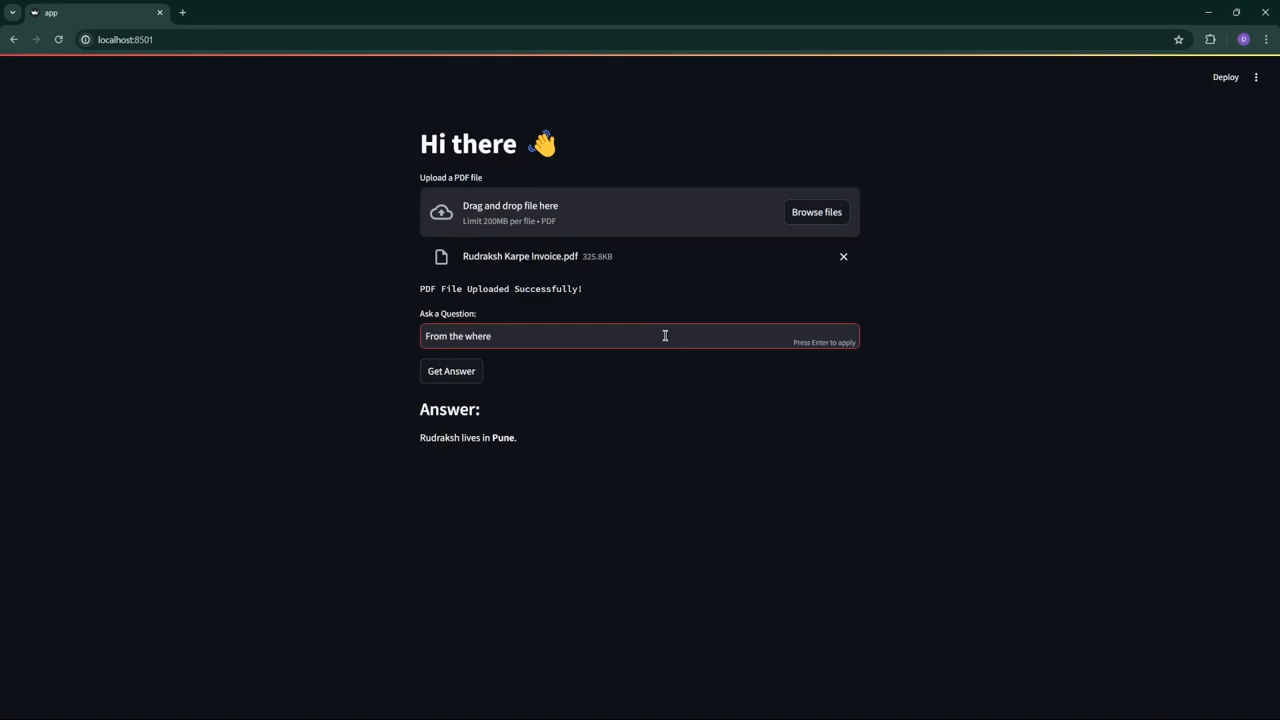 app
localhost:8501
Deploy
Hi there 👋
Upload a PDF file
Drag and drop file here
Limit 200MB per file • PDF
Browse files
Rudraksh Karpe Invoice.pdf 325.8KB
PDF File Uploaded Successfully!
Ask a Question:
From the where
Press Enter to apply
Get Answer
Answer:
Rudraksh lives in Pune.